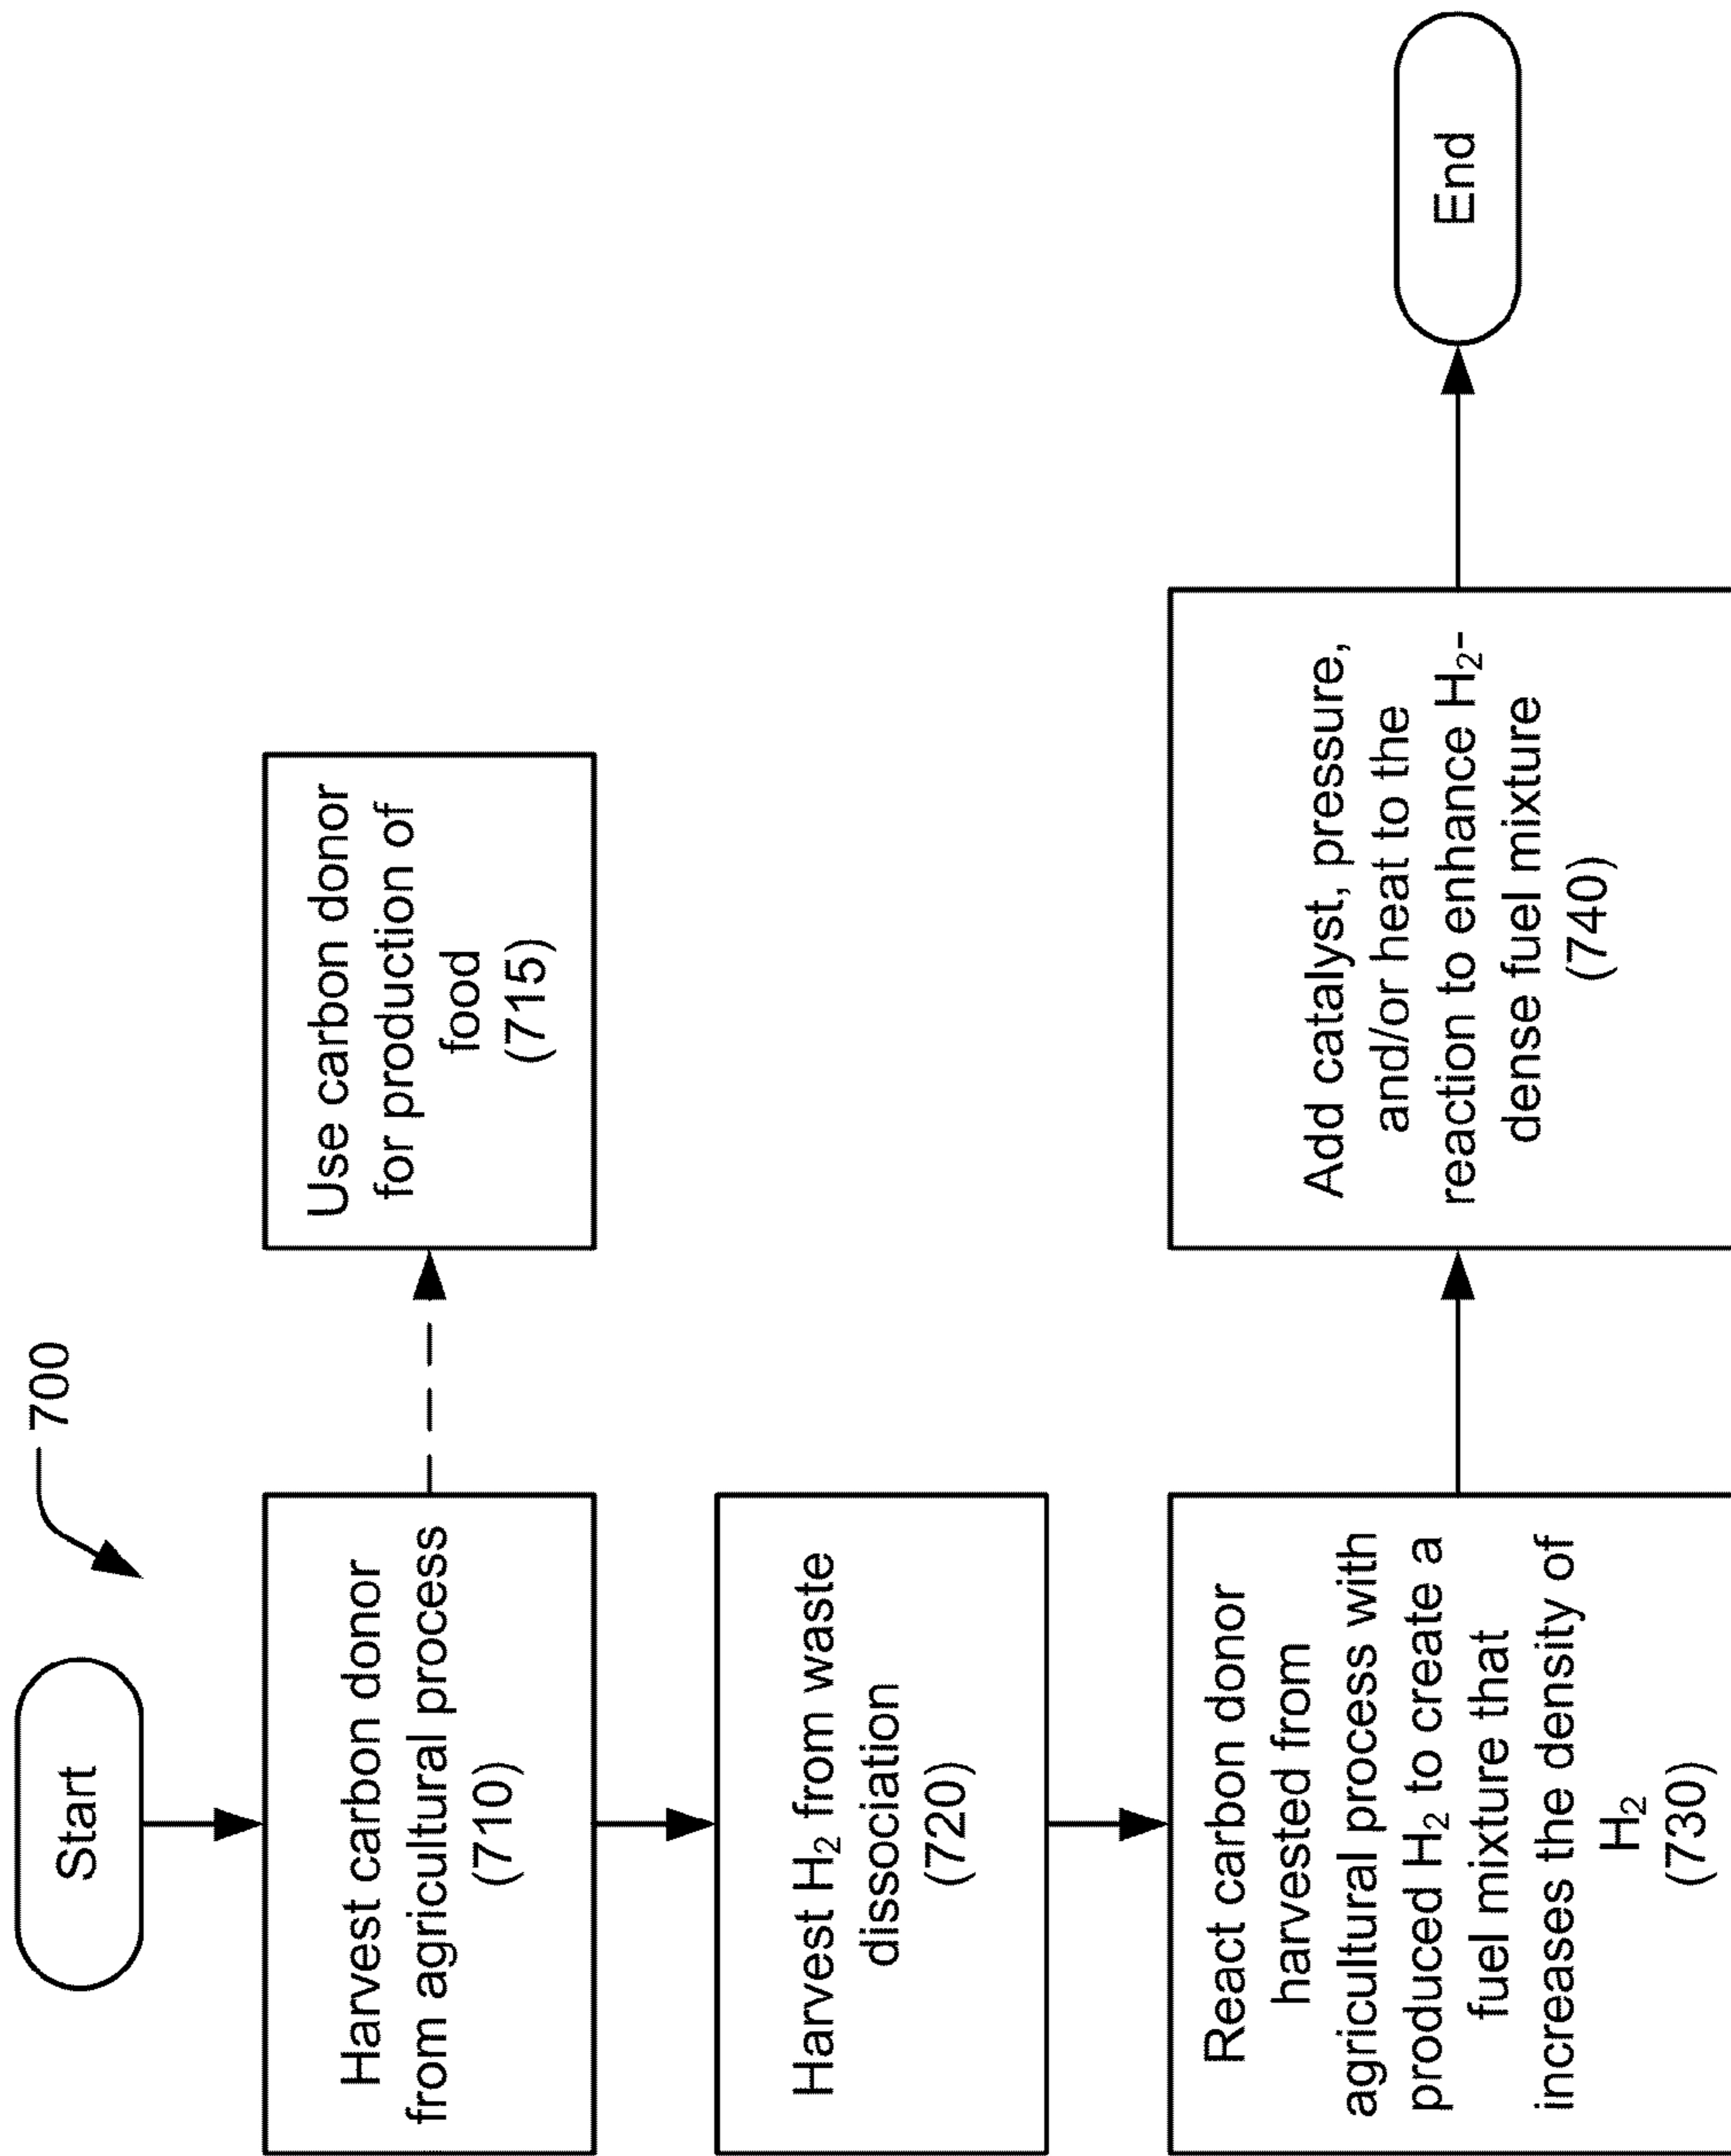 700
Start
Harvest carbon donor
from agricultural process
(710)
Use carbon donor
for production of
food
(715)
Harvest H₂ from waste
dissociation
(720)
React carbon donor
harvested from
agricultural process with
produced H₂ to create a
fuel mixture that
increases the density of
H₂
(730)
Add catalyst, pressure,
and/or heat to the
reaction to enhance H₂-
dense fuel mixture
(740)
End